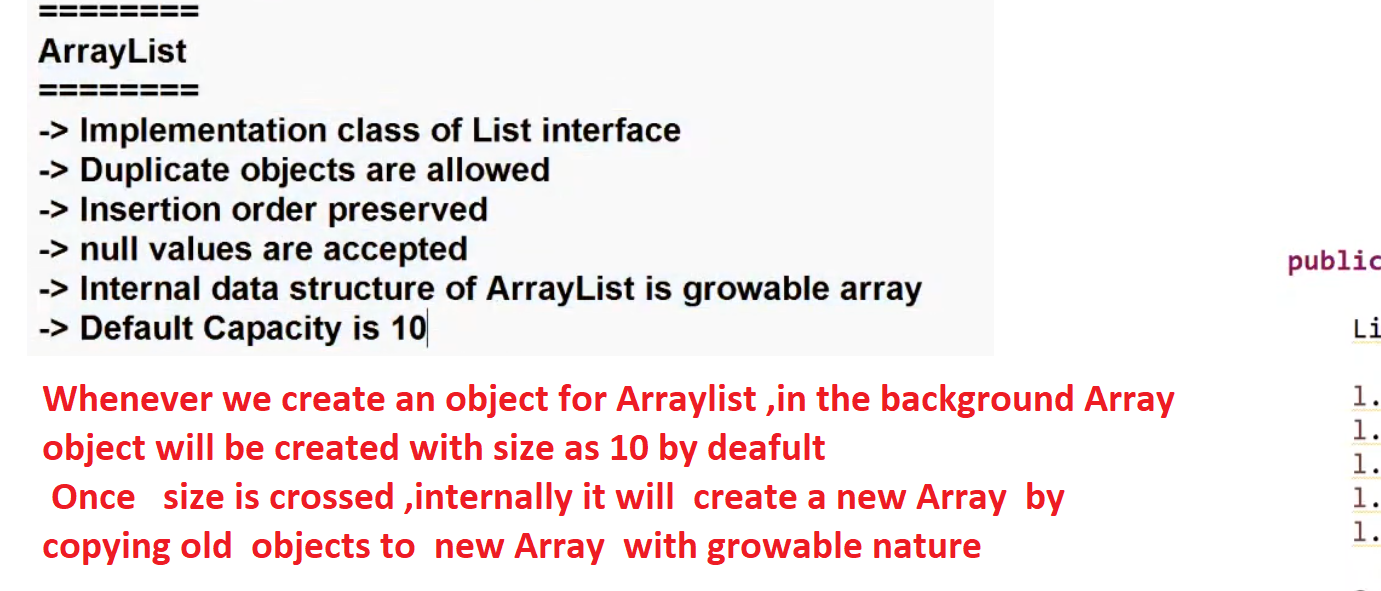 ========
ArrayList
========
-> Implementation class of List interface
-> Duplicate objects are allowed
-> Insertion order preserved
-> null values are accepted
-> Internal data structure of ArrayList is growable array
-> Default Capacity is 10
Whenever we create an object for Arraylist ,in the background Array
object will be created with size as 10 by deafult
Once size is crossed ,internally it will create a new Array by
copying old objects to new Array with growable nature
public
Li
l.
l.
l.
l.
l.